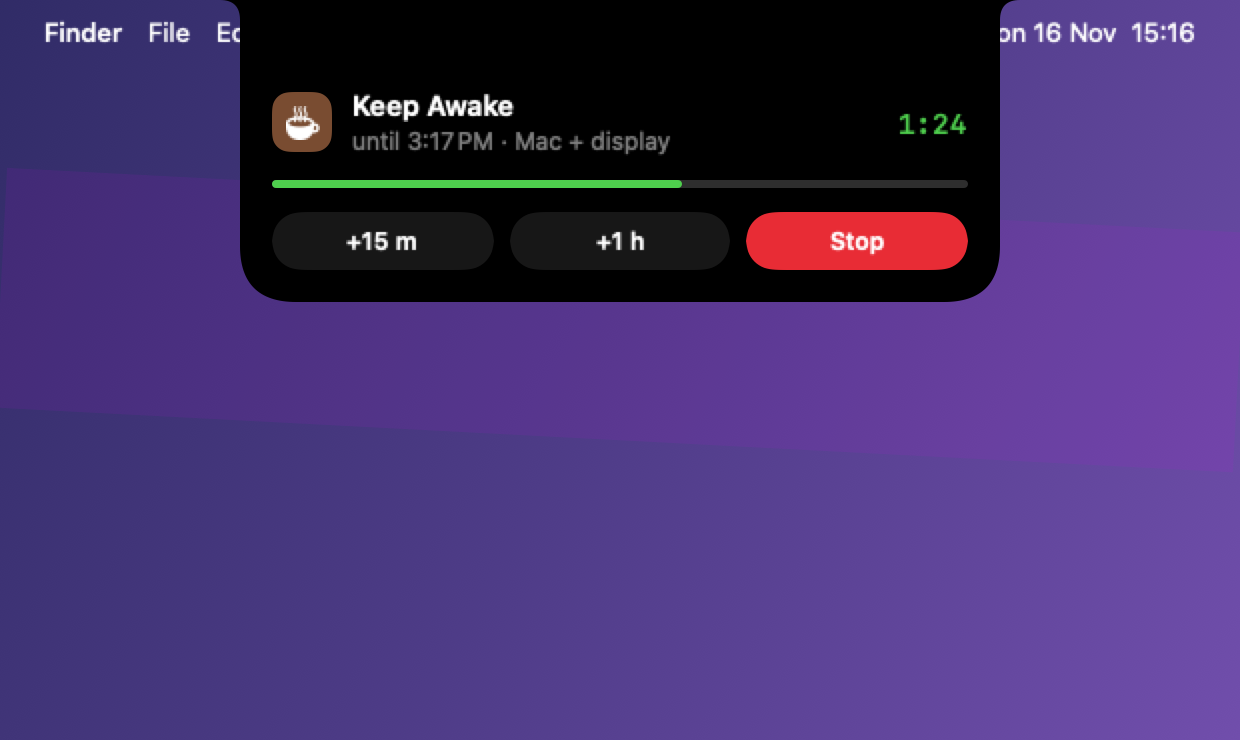 Finder File
16 Nov 15:16
Keep Awake
until 3:17 PM · Mac + display
1:24
+15 m
+1 h
Stop